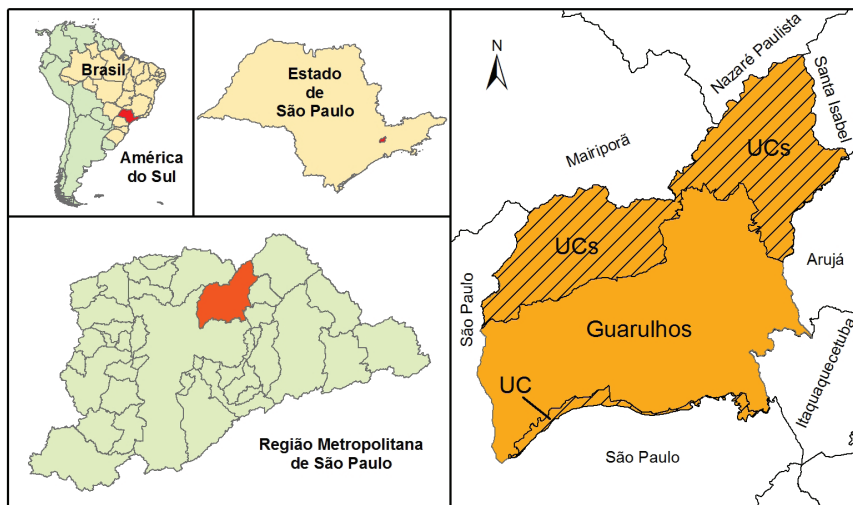 Brasil
América
do Sul
Estado
de
São Paulo
Região Metropolitana
de São Paulo
N
Nazaré Paulista
Santa Isabel
Mairiporã
UCs
UCs
Arujá
São Paulo
Guarulhos
Itaquaquecetuba
UC
São Paulo